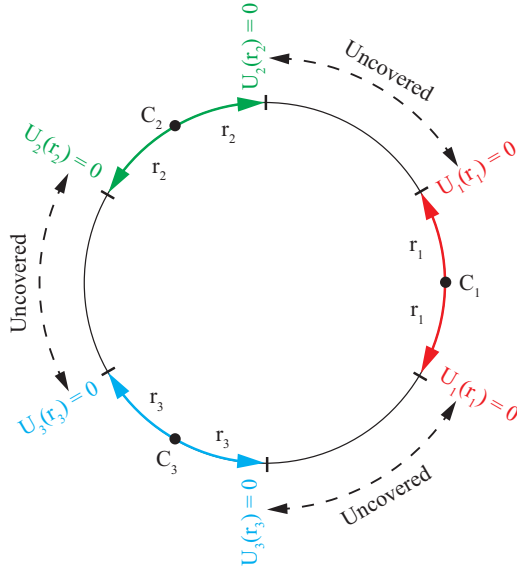 U₂(r₂) = 0
Uncovered
C₂
r₂
r₂
U₂(r₂) = 0
U₁(r₁) = 0
r₁
C₁
r₁
Uncovered
U₃(r₃) = 0
r₃
r₃
C₃
U₁(r₁) = 0
U₃(r₃) = 0
Uncovered